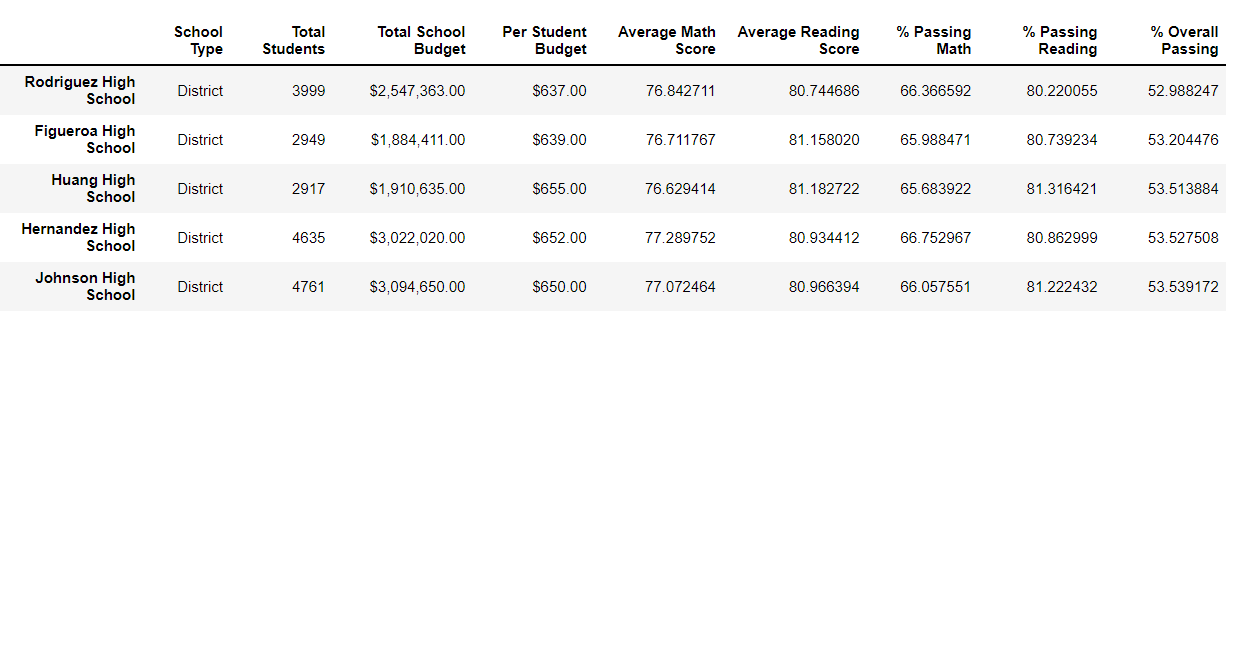 School Type Total Students Total School Budget Per Student Budget Average Math Score Average Reading Score % Passing Math % Passing Reading % Overall Passing
Rodriguez High School District 3999 $2,547,363.00 $637.00 76.842711 80.744686 66.366592 80.220055 52.988247
Figueroa High School District 2949 $1,884,411.00 $639.00 76.711767 81.158020 65.988471 80.739234 53.204476
Huang High School District 2917 $1,910,635.00 $655.00 76.629414 81.182722 65.683922 81.316421 53.513884
Hernandez High School District 4635 $3,022,020.00 $652.00 77.289752 80.934412 66.752967 80.862999 53.527508
Johnson High School District 4761 $3,094,650.00 $650.00 77.072464 80.966394 66.057551 81.222432 53.539172